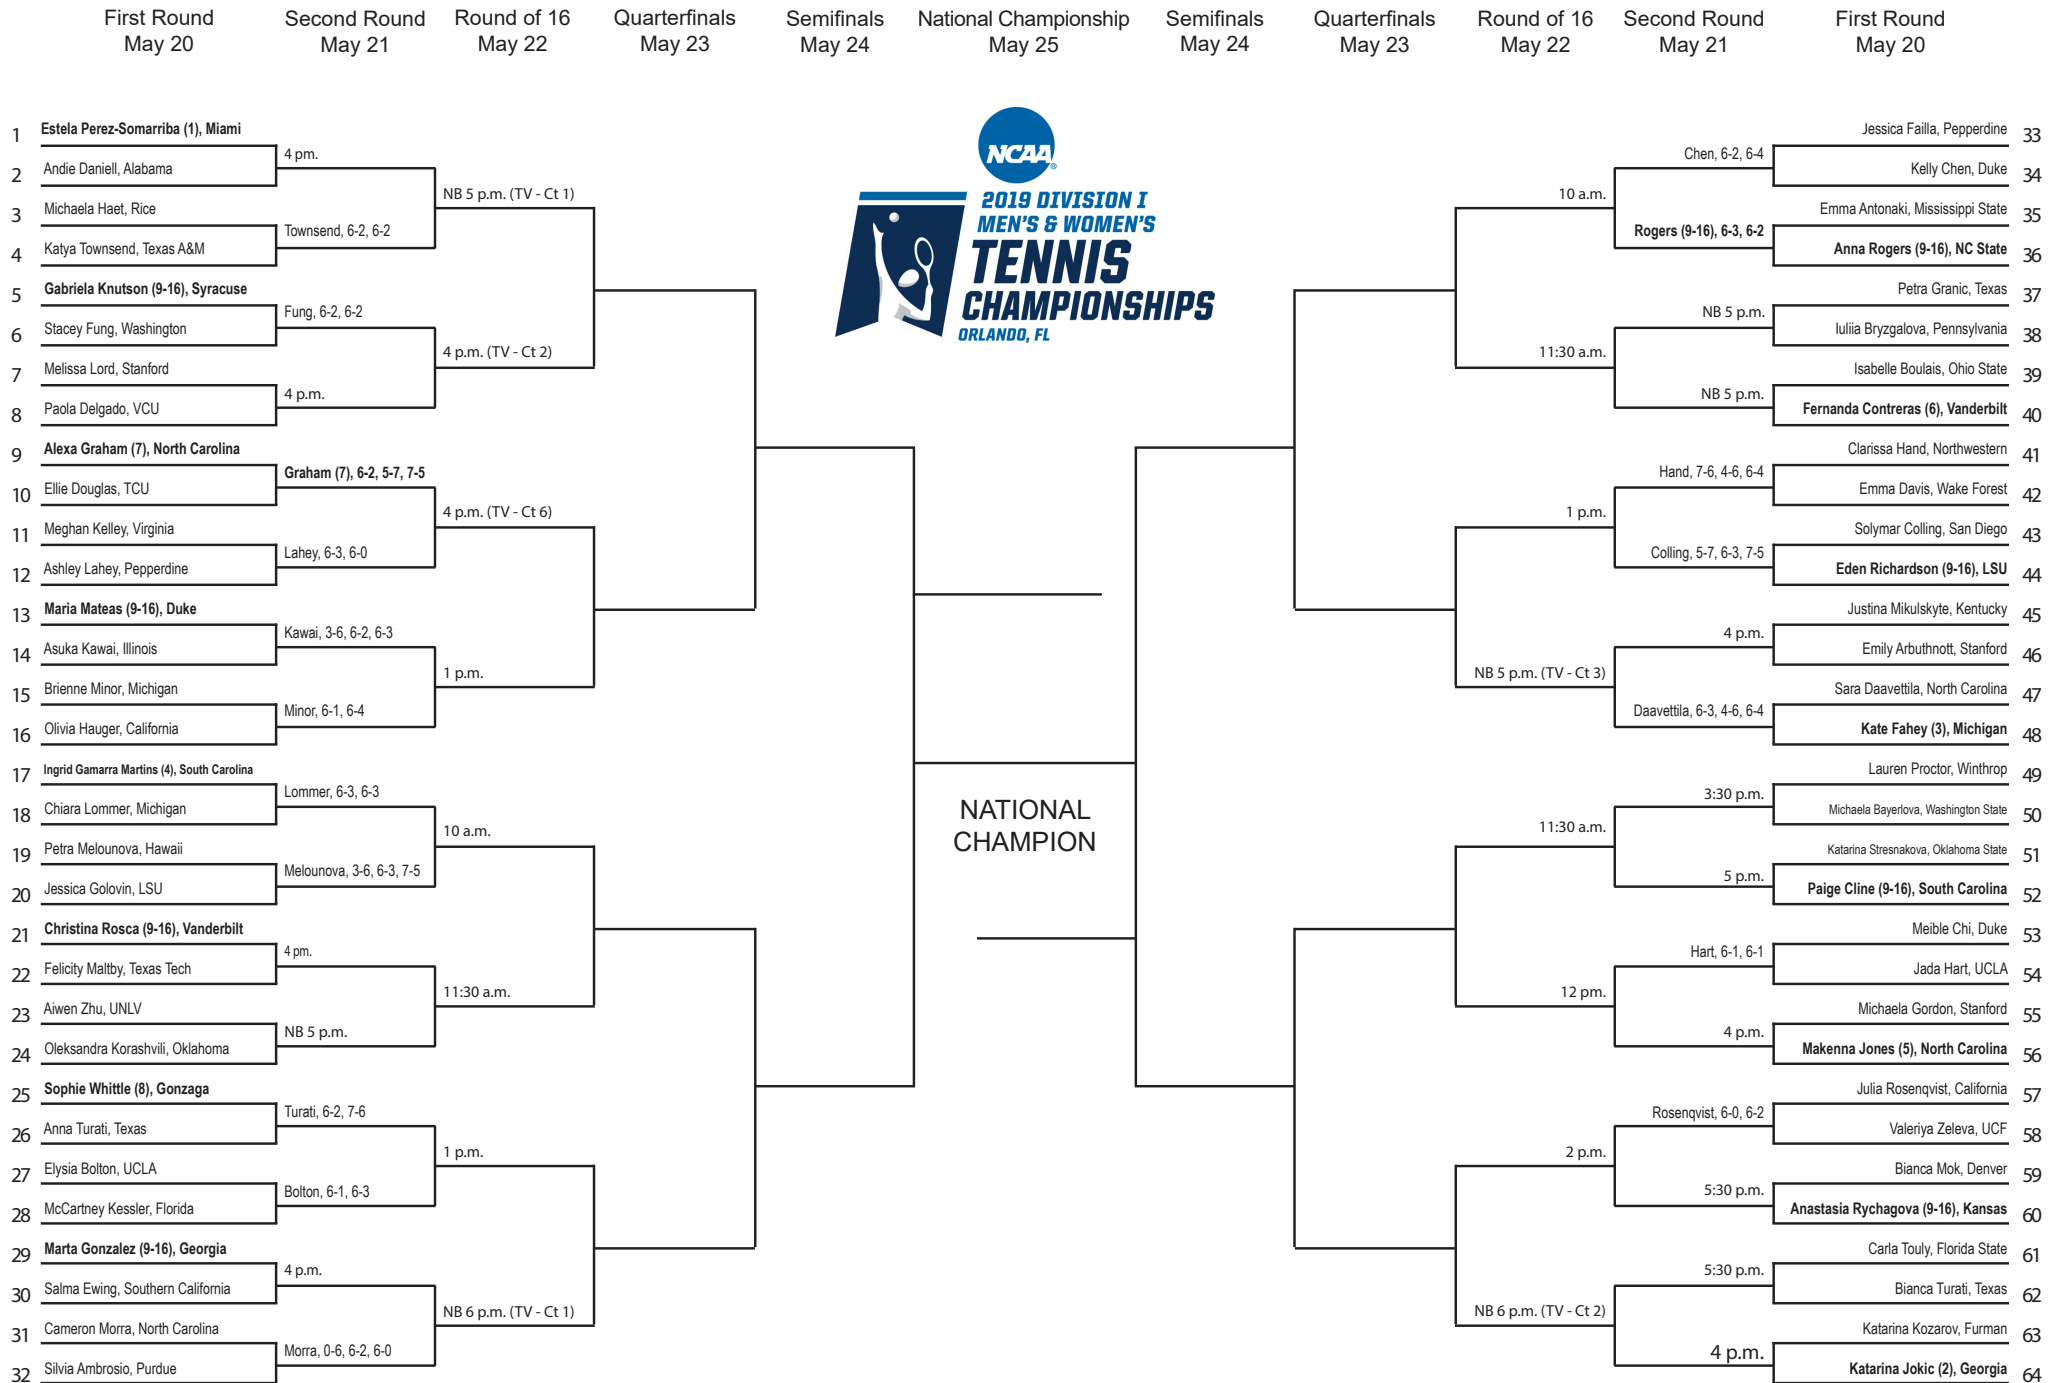 First Round
May 20
Second Round
May 21
Round of 16
May 22
Quarterfinals
May 23
Semifinals
May 24
National Championship
May 25
Semifinals
May 24
Quarterfinals
May 23
Round of 16
May 22
Second Round
May 21
First Round
May 20
NCAA®
2019 DIVISION I
MEN'S & WOMEN'S
TENNIS
CHAMPIONSHIPS
ORLANDO, FL
1 Estela Perez-Somarriba (1), Miami
4 pm.
2 Andie Daniell, Alabama
NB 5 p.m. (TV - Ct 1)
3 Michaela Haet, Rice
Townsend, 6-2, 6-2
4 Katya Townsend, Texas A&M
5 Gabriela Knutson (9-16), Syracuse
Fung, 6-2, 6-2
6 Stacey Fung, Washington
4 p.m. (TV - Ct 2)
7 Melissa Lord, Stanford
4 p.m.
8 Paola Delgado, VCU
9 Alexa Graham (7), North Carolina
Graham (7), 6-2, 5-7, 7-5
10 Ellie Douglas, TCU
4 p.m. (TV - Ct 6)
11 Meghan Kelley, Virginia
Lahey, 6-3, 6-0
12 Ashley Lahey, Pepperdine
13 Maria Mateas (9-16), Duke
Kawai, 3-6, 6-2, 6-3
14 Asuka Kawai, Illinois
1 p.m.
15 Brienne Minor, Michigan
Minor, 6-1, 6-4
16 Olivia Hauger, California
17 Ingrid Gamarra Martins (4), South Carolina
Lommer, 6-3, 6-3
18 Chiara Lommer, Michigan
10 a.m.
19 Petra Melounova, Hawaii
Melounova, 3-6, 6-3, 7-5
20 Jessica Golovin, LSU
21 Christina Rosca (9-16), Vanderbilt
4 pm.
22 Felicity Maltby, Texas Tech
11:30 a.m.
23 Aiwen Zhu, UNLV
NB 5 p.m.
24 Oleksandra Korashvili, Oklahoma
25 Sophie Whittle (8), Gonzaga
Turati, 6-2, 7-6
26 Anna Turati, Texas
1 p.m.
27 Elysia Bolton, UCLA
Bolton, 6-1, 6-3
28 McCartney Kessler, Florida
29 Marta Gonzalez (9-16), Georgia
4 p.m.
30 Salma Ewing, Southern California
NB 6 p.m. (TV - Ct 1)
31 Cameron Morra, North Carolina
Morra, 0-6, 6-2, 6-0
32 Silvia Ambrosio, Purdue
NATIONAL
CHAMPION
Jessica Failla, Pepperdine 33
Chen, 6-2, 6-4
Kelly Chen, Duke 34
10 a.m.
Emma Antonaki, Mississippi State 35
Rogers (9-16), 6-3, 6-2
Anna Rogers (9-16), NC State 36
Petra Granic, Texas 37
NB 5 p.m.
Iuliia Bryzgalova, Pennsylvania 38
11:30 a.m.
Isabelle Boulais, Ohio State 39
NB 5 p.m.
Fernanda Contreras (6), Vanderbilt 40
Clarissa Hand, Northwestern 41
Hand, 7-6, 4-6, 6-4
Emma Davis, Wake Forest 42
1 p.m.
Solymar Colling, San Diego 43
Colling, 5-7, 6-3, 7-5
Eden Richardson (9-16), LSU 44
Justina Mikulskyte, Kentucky 45
4 p.m.
Emily Arbuthnott, Stanford 46
NB 5 p.m. (TV - Ct 3)
Sara Daavettila, North Carolina 47
Daavettila, 6-3, 4-6, 6-4
Kate Fahey (3), Michigan 48
Lauren Proctor, Winthrop 49
3:30 p.m.
Michaela Bayerlova, Washington State 50
11:30 a.m.
Katarina Stresnakova, Oklahoma State 51
5 p.m.
Paige Cline (9-16), South Carolina 52
Meible Chi, Duke 53
Hart, 6-1, 6-1
Jada Hart, UCLA 54
12 pm.
Michaela Gordon, Stanford 55
4 p.m.
Makenna Jones (5), North Carolina 56
Julia Rosenqvist, California 57
Rosenqvist, 6-0, 6-2
Valeriya Zeleva, UCF 58
2 p.m.
Bianca Mok, Denver 59
5:30 p.m.
Anastasia Rychagova (9-16), Kansas 60
Carla Touly, Florida State 61
5:30 p.m.
Bianca Turati, Texas 62
NB 6 p.m. (TV - Ct 2)
Katarina Kozarov, Furman 63
4 p.m.
Katarina Jokic (2), Georgia 64